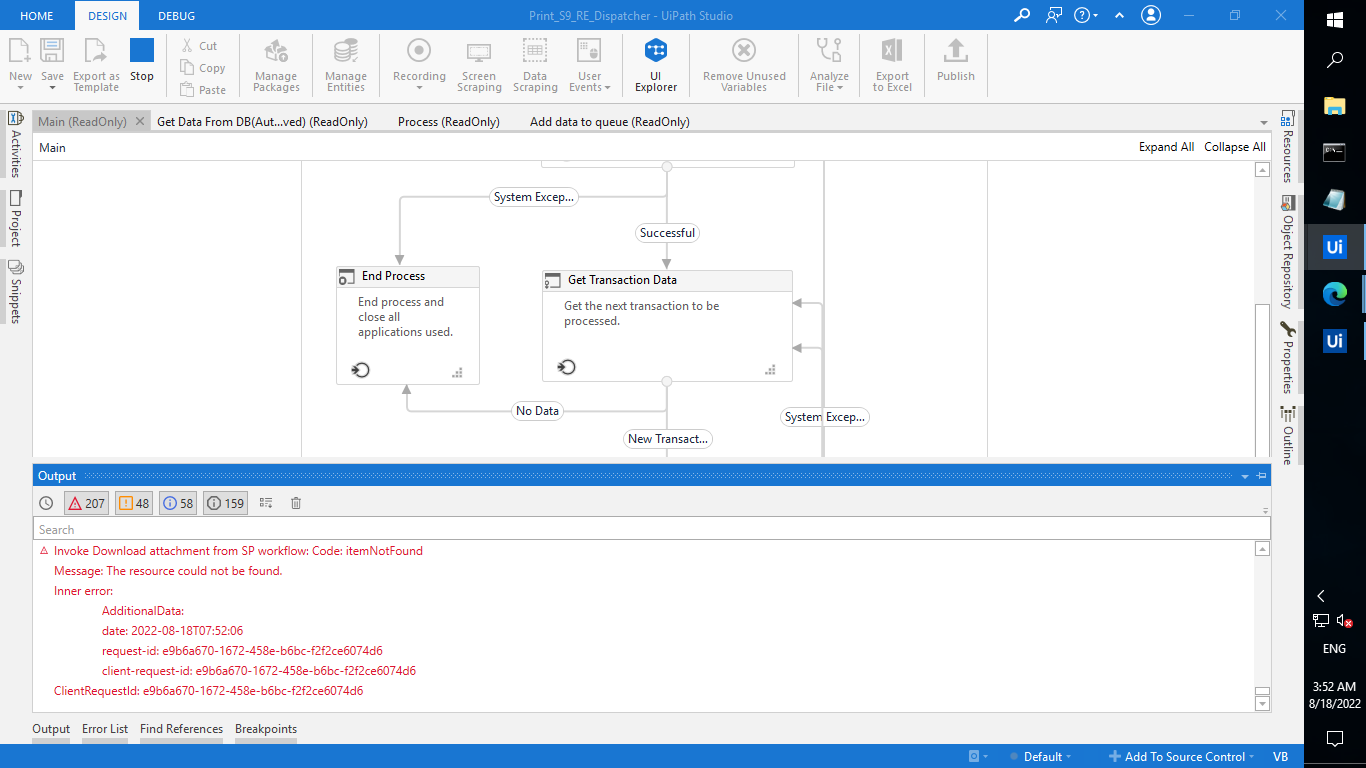 HOME
DESIGN
DEBUG
Print_S9_RE_Dispatcher - UiPath Studio
New
Save
Export as
Template
Stop
Cut
Copy
Paste
Manage
Packages
Manage
Entities
Recording
Screen
Scraping
Data
Scraping
User
Events
UI
Explorer
Remove Unused
Variables
Analyze
File
Export
to Excel
Publish
Main (ReadOnly)
Get Data From DB(Aut...ved) (ReadOnly)
Process (ReadOnly)
Add data to queue (ReadOnly)
Main
Expand All
Collapse All
Activities
Project
Snippets
Resources
Object Repository
Properties
Outline
System Excep...
Successful
End Process
End process and
close all
applications used.
Get Transaction Data
Get the next transaction to be
processed.
No Data
System Excep...
New Transact...
Output
207
48
58
159
Search
Invoke Download attachment from SP workflow: Code: itemNotFound
Message: The resource could not be found.
Inner error:
AdditionalData:
date: 2022-08-18T07:52:06
request-id: e9b6a670-1672-458e-b6bc-f2f2ce6074d6
client-request-id: e9b6a670-1672-458e-b6bc-f2f2ce6074d6
ClientRequestId: e9b6a670-1672-458e-b6bc-f2f2ce6074d6
Output
Error List
Find References
Breakpoints
Default
Add To Source Control
VB
Ui
Ui
ENG
3:52 AM
8/18/2022